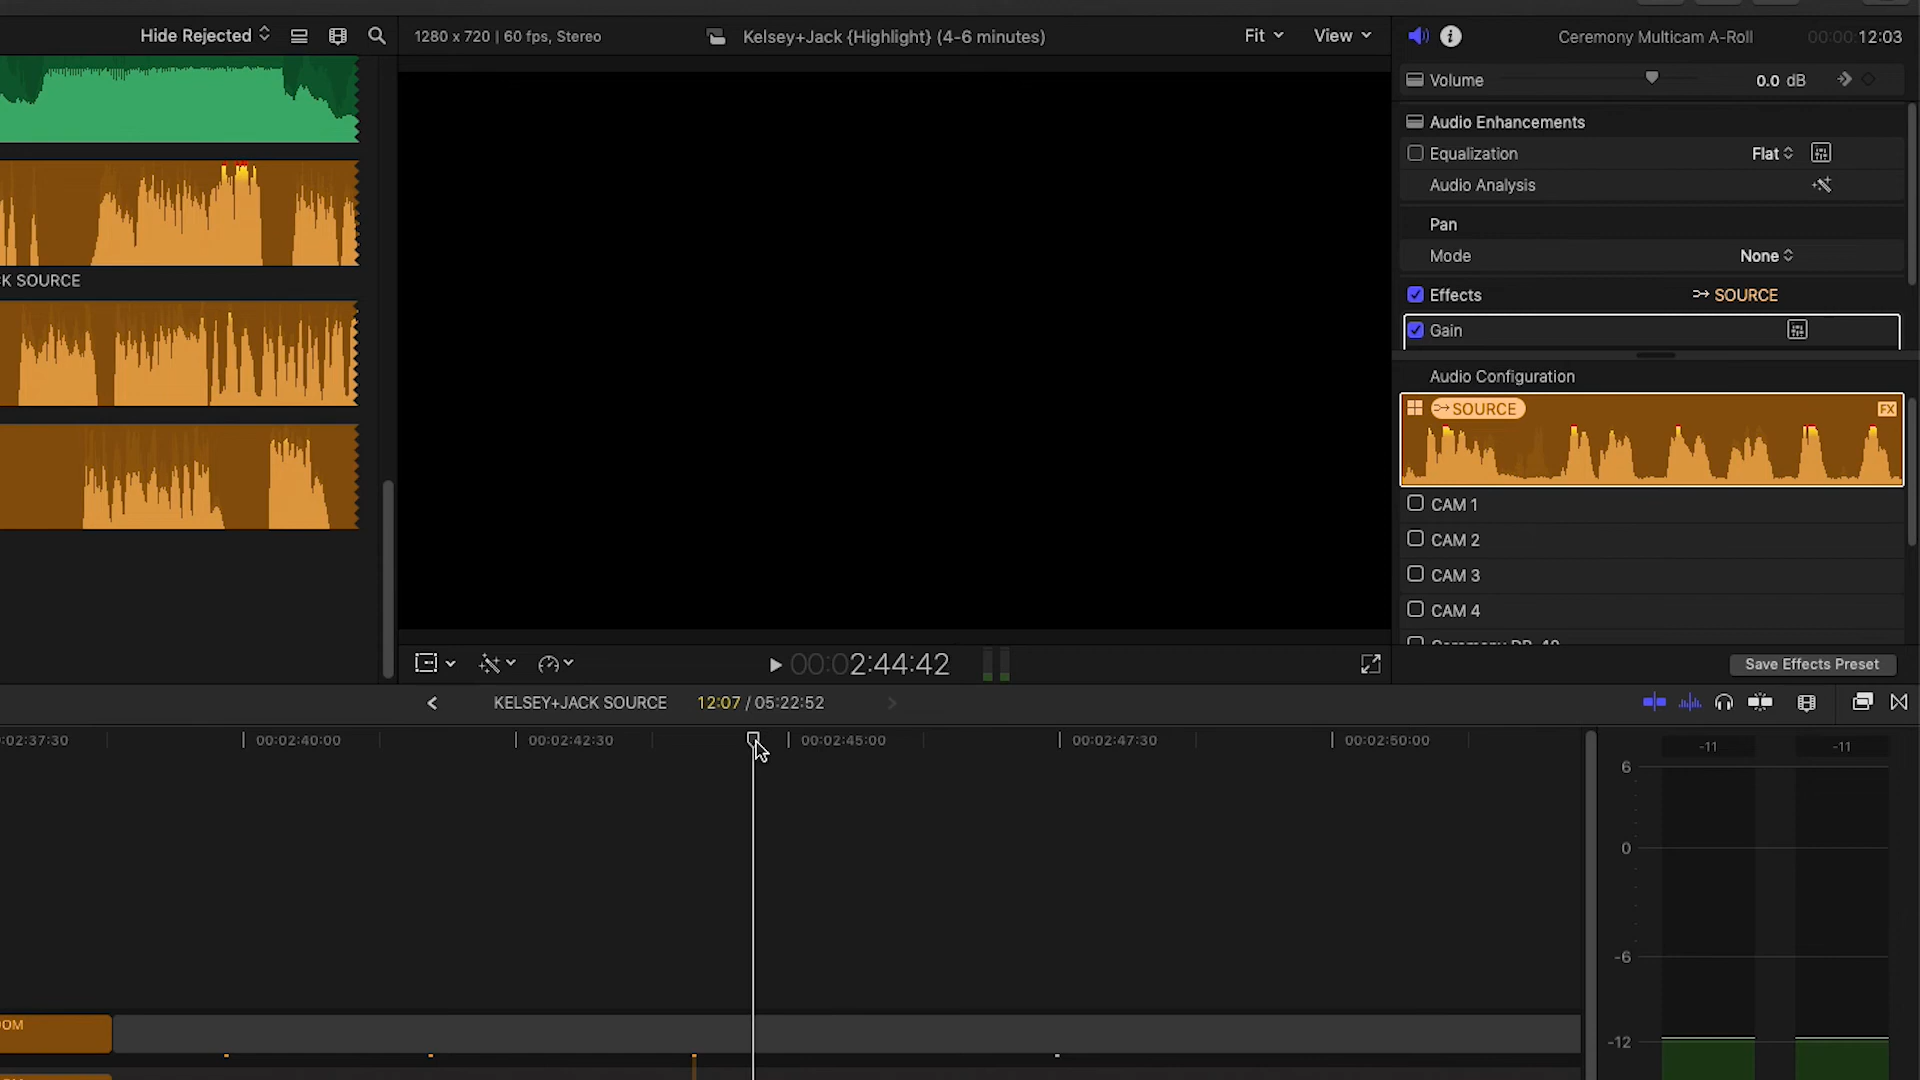 Hide Rejected
1280 x 720 | 60 fps, Stereo
Kelsey+Jack {Highlight} (4-6 minutes)
Fit
View
Ceremony Multicam A-Roll
00:00:12:03
Volume
0.0 dB
Audio Enhancements
Equalization
Flat
Audio Analysis
Pan
Mode
None
Effects
SOURCE
Gain
Audio Configuration
SOURCE
FX
CAM 1
CAM 2
CAM 3
CAM 4
K SOURCE
00:02:44:42
Save Effects Preset
KELSEY+JACK SOURCE
12:07 / 05:22:52
:02:37:30
00:02:40:00
00:02:42:30
00:02:45:00
00:02:47:30
00:02:50:00
-11
-11
6
0
-6
-12
OM